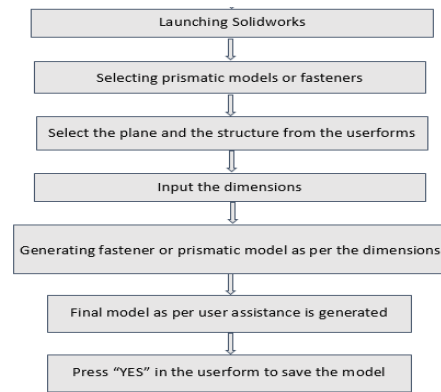 Launching Solidworks
Selecting prismatic models or fasteners
Select the plane and the structure from the userforms
Input the dimensions
Generating fastener or prismatic model as per the dimensions
Final model as per user assistance is generated
Press “YES” in the userform to save the model